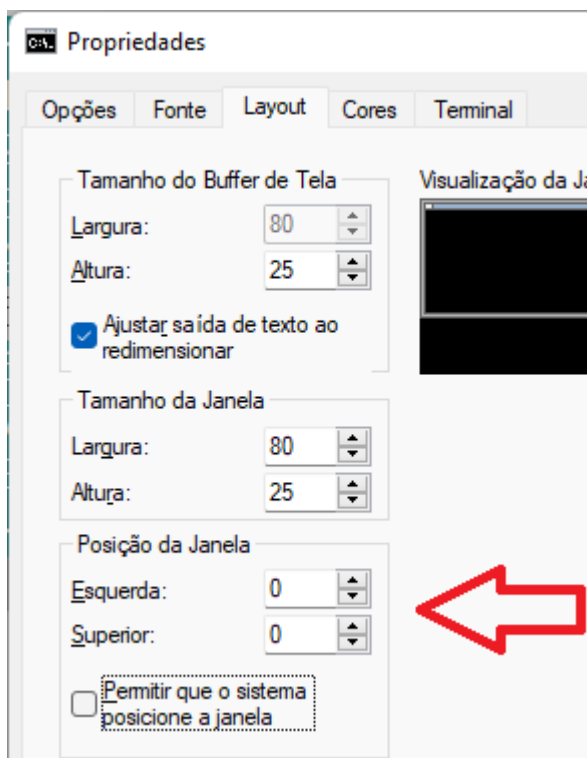 C:\. Propriedades
Opções Fonte Layout Cores Terminal
Tamanho do Buffer de Tela
Visualização da
Largura: 80
Altura: 25
Ajustar saída de texto ao
redimensionar
Tamanho da Janela
Largura: 80
Altura: 25
Posição da Janela
Esquerda: 0
Superior: 0
Permitir que o sistema
posicione a janela